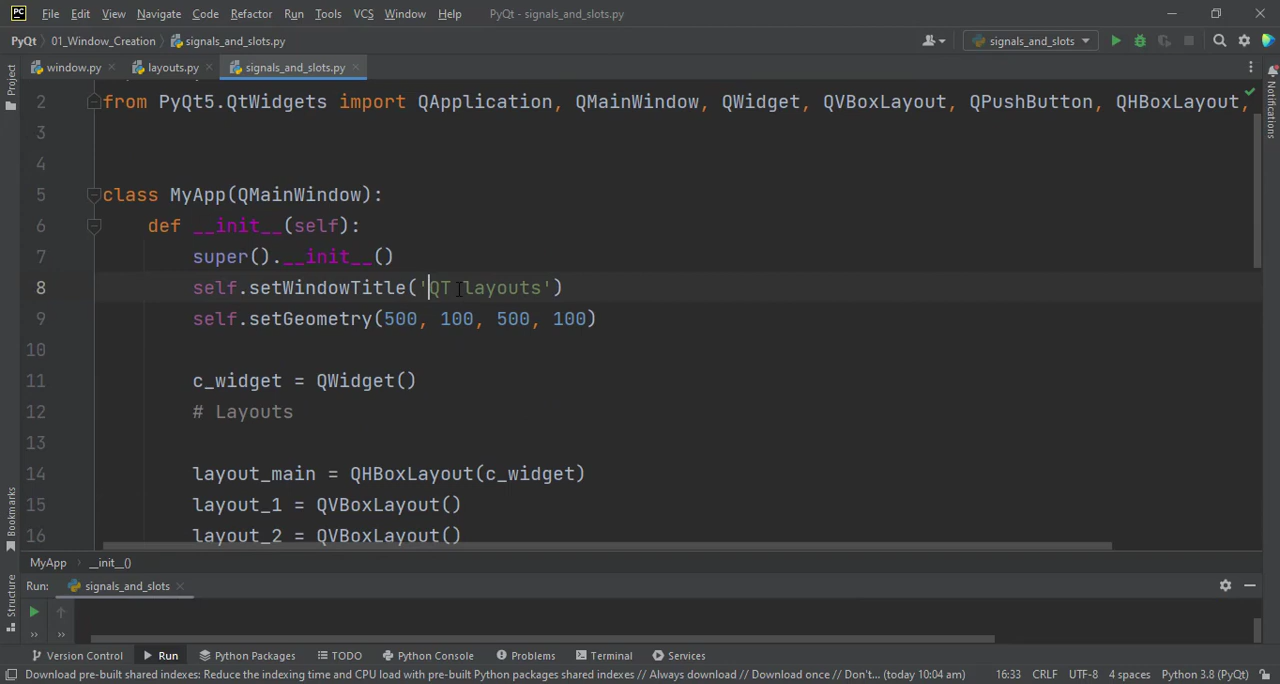 PC File Edit View Navigate Code Refactor Run Tools VCS Window Help PyQt - signals_and_slots.py
PyQt 01_Window_Creation signals_and_slots.py signals_and_slots
window.py layouts.py signals_and_slots.py
Project
Notifications
2 from PyQt5.QtWidgets import QApplication, QMainWindow, QWidget, QVBoxLayout, QPushButton, QHBoxLayout,
3
4
5 class MyApp(QMainWindow):
6 def __init__(self):
7 super().__init__()
8 self.setWindowTitle('QT layouts')
9 self.setGeometry(500, 100, 500, 100)
10
11 c_widget = QWidget()
12 # Layouts
13
14 layout_main = QHBoxLayout(c_widget)
15 layout_1 = QVBoxLayout()
16 layout_2 = QVBoxLayout()
Bookmarks
Structure
MyApp __init__()
Run: signals_and_slots
Version Control Run Python Packages TODO Python Console Problems Terminal Services
Download pre-built shared indexes: Reduce the indexing time and CPU load with pre-built Python packages shared indexes // Always download // Download once // Don't... (today 10:04 am) 16:33 CRLF UTF-8 4 spaces Python 3.8 (PyQt)